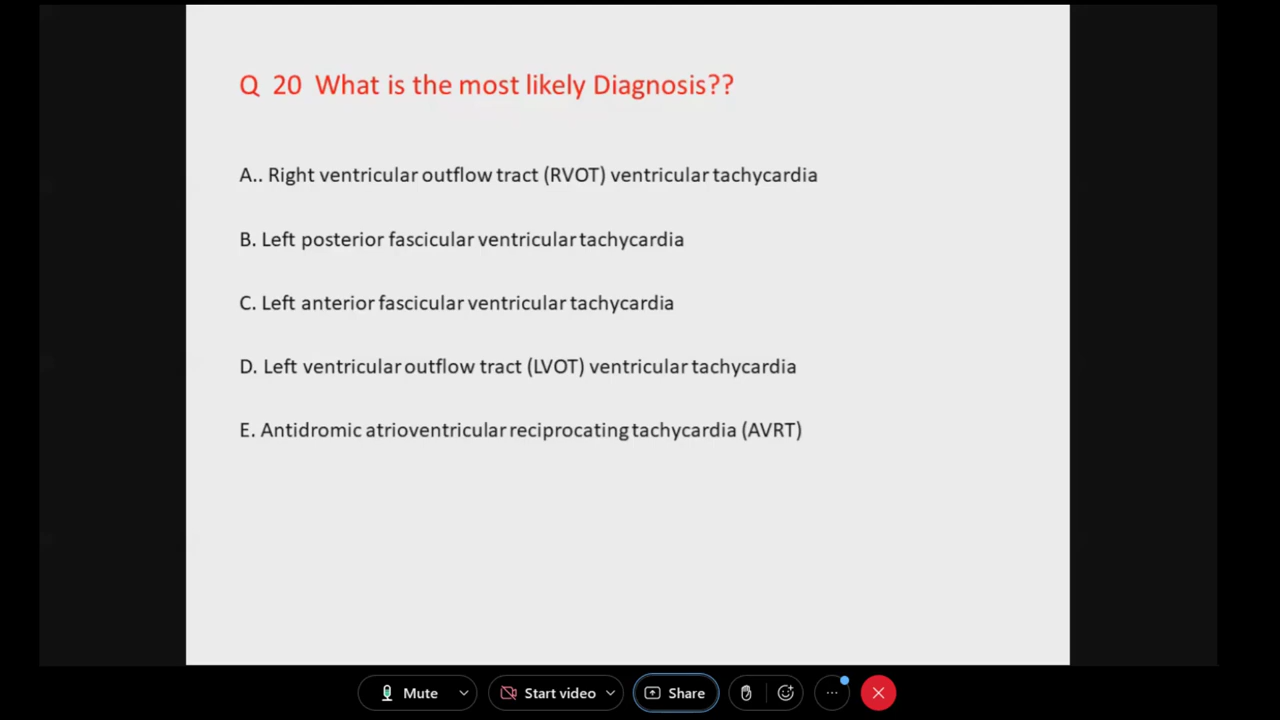 Q 20 What is the most likely Diagnosis??
A.. Right ventricular outflow tract (RVOT) ventricular tachycardia
B. Left posterior fascicular ventricular tachycardia
C. Left anterior fascicular ventricular tachycardia
D. Left ventricular outflow tract (LVOT) ventricular tachycardia
E. Antidromic atrioventricular reciprocating tachycardia (AVRT)
Mute Start video Share